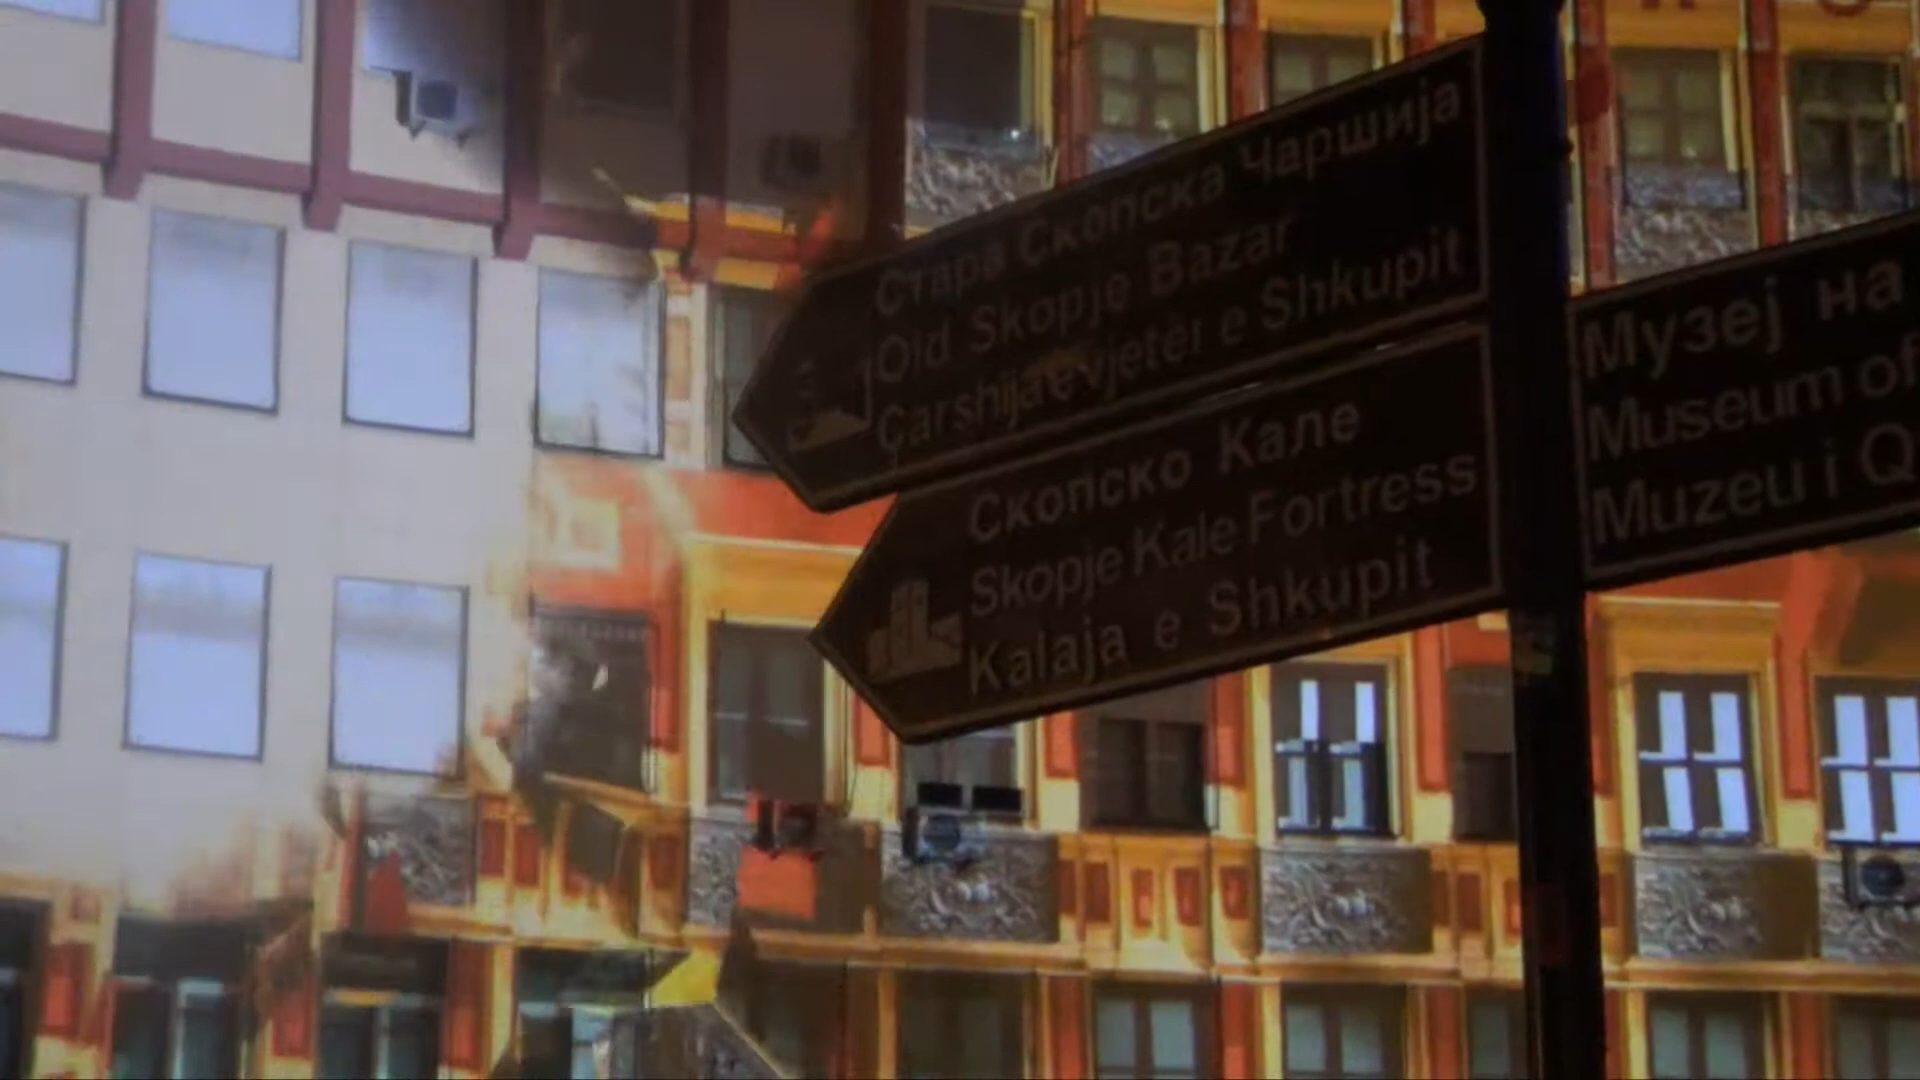 Стара Скопска Чаршија
Old Skopje Bazar
Çarshija e vjetër e Shkupit
Скопско Кале
Skopje Kale Fortress
Kalaja e Shkupit
Музеј на
Museum of
Muzeu i Q